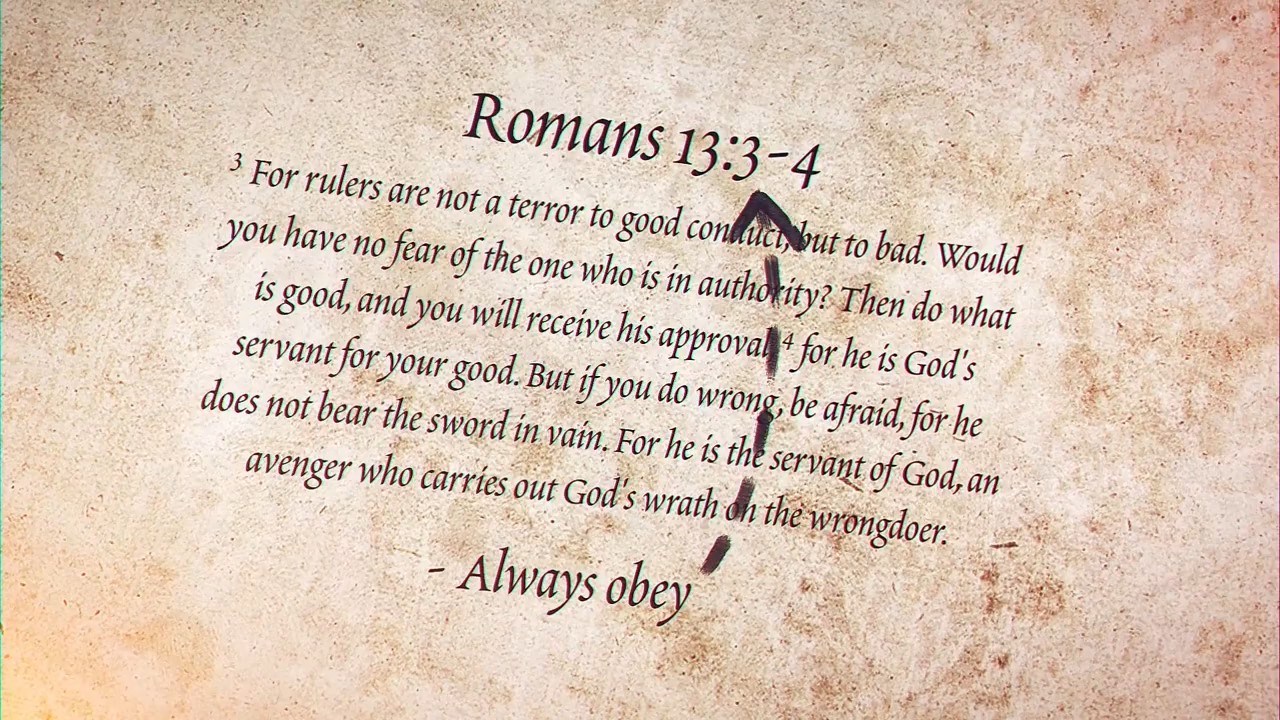 Romans 13:3-4
3 For rulers are not a terror to good conduct, but to bad. Would
you have no fear of the one who is in authority? Then do what
is good, and you will receive his approval, 4 for he is God's
servant for your good. But if you do wrong, be afraid, for he
does not bear the sword in vain. For he is the servant of God, an
avenger who carries out God's wrath on the wrongdoer.
- Always obey